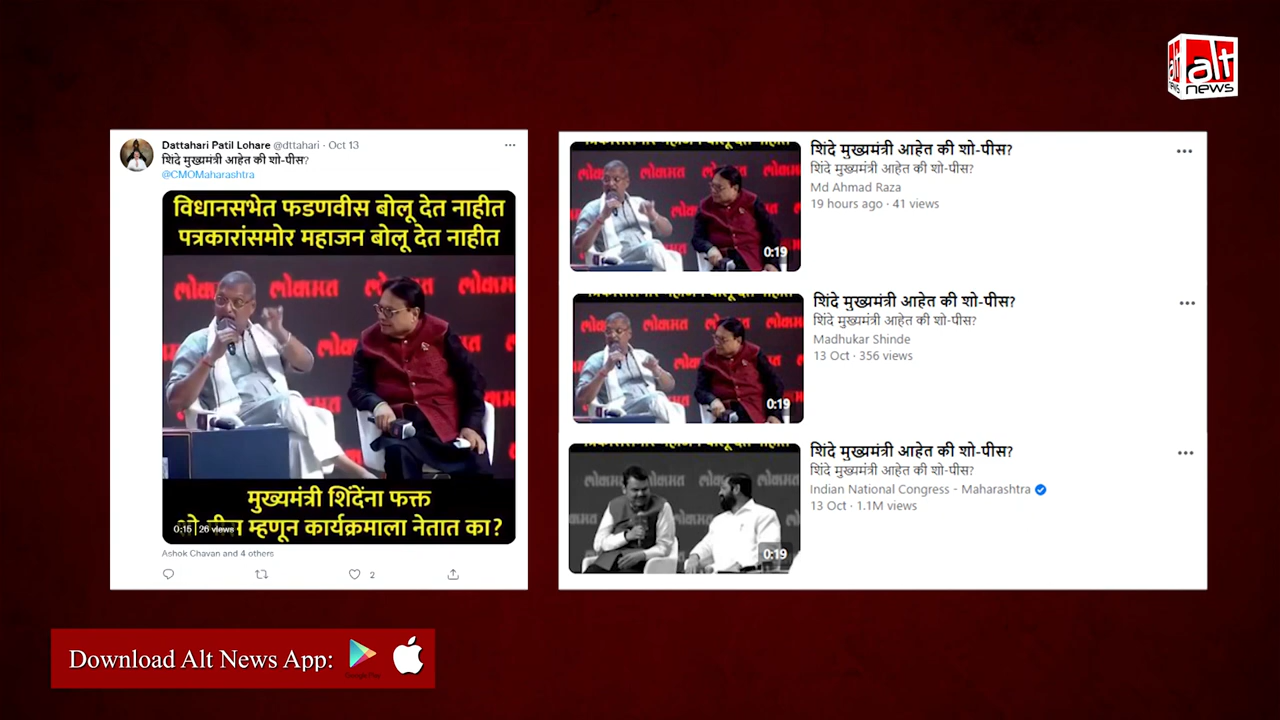 alt
news
Dattahari Patil Lohare @dttahari · Oct 13
शिंदे मुख्यमंत्री आहेत की शो-पीस?
@CMOMaharashtra
विधानसभेत फडणवीस बोलू देत नाहीत
पत्रकारांसमोर महाजन बोलू देत नाहीत
लोकमत
मुख्यमंत्री शिंदेंना फक्त
म्हणून कार्यक्रमाला नेतात का?
0:15 26 views
Ashok Chavan and 4 others
2
शिंदे मुख्यमंत्री आहेत की शो-पीस?
शिंदे मुख्यमंत्री आहेत की शो-पीस?
Md Ahmad Raza
19 hours ago · 41 views
0:19
शिंदे मुख्यमंत्री आहेत की शो-पीस?
शिंदे मुख्यमंत्री आहेत की शो-पीस?
Madhukar Shinde
13 Oct · 356 views
0:19
शिंदे मुख्यमंत्री आहेत की शो-पीस?
शिंदे मुख्यमंत्री आहेत की शो-पीस?
Indian National Congress - Maharashtra
13 Oct · 1.1M views
0:19
Download Alt News App:
Google Play